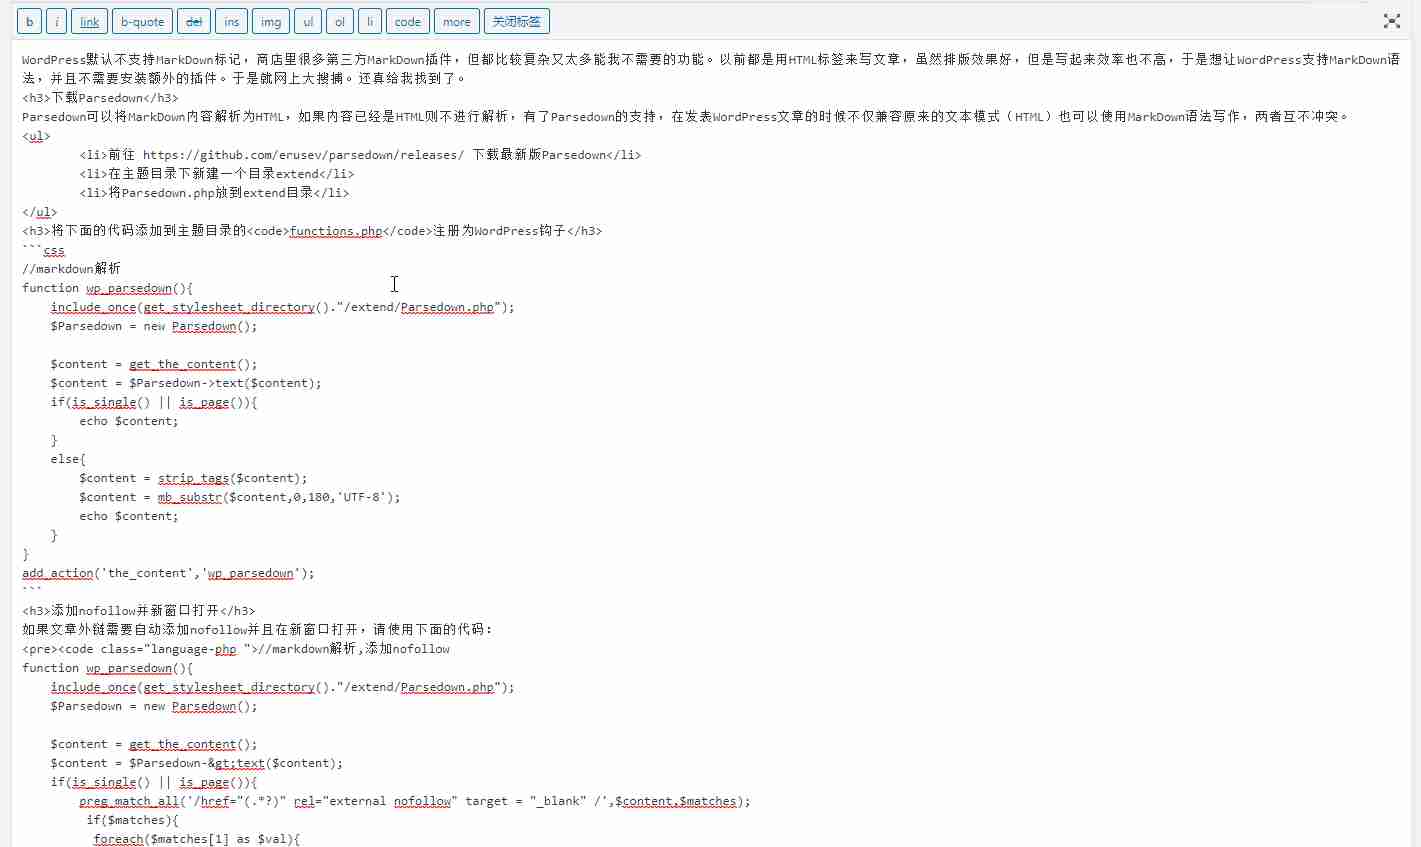 b i link b-quote del ins img ul ol li code more 关闭标签
WordPress默认不支持MarkDown标记，商店里很多第三方MarkDown插件，但都比较复杂又太多能我不需要的功能。以前都是用HTML标签来写文章，虽然排版效果好，但是写起来效率也不高，于是想让WordPress支持MarkDown语
法，并且不需要安装额外的插件。于是就网上大搜捕。还真给我找到了。
<h3>下载Parsedown</h3>
Parsedown可以将MarkDown内容解析为HTML，如果内容已经是HTML则不进行解析，有了Parsedown的支持，在发表WordPress文章的时候不仅兼容原来的文本模式（HTML）也可以使用MarkDown语法写作，两者互不冲突。
<ul>
	<li>前往 https://github.com/erusev/parsedown/releases/ 下载最新版Parsedown</li>
	<li>在主题目录下新建一个目录extend</li>
	<li>将Parsedown.php放到extend目录</li>
</ul>
<h3>将下面的代码添加到主题目录的<code>functions.php</code>注册为WordPress钩子</h3>
```css
//markdown解析
function wp_parsedown(){
    include_once(get_stylesheet_directory()."/extend/Parsedown.php");
    $Parsedown = new Parsedown();
    $content = get_the_content();
    $content = $Parsedown->text($content);
    if(is_single() || is_page()){
        echo $content;
    }
    else{
        $content = strip_tags($content);
        $content = mb_substr($content,0,180,'UTF-8');
        echo $content;
    }
}
add_action('the_content','wp_parsedown');
```
<h3>添加nofollow并新窗口打开</h3>
如果文章外链需要自动添加nofollow并且在新窗口打开，请使用下面的代码：
<pre><code class="language-php ">//markdown解析,添加nofollow
function wp_parsedown(){
    include_once(get_stylesheet_directory()."/extend/Parsedown.php");
    $Parsedown = new Parsedown();
    $content = get_the_content();
    $content = $Parsedown-&gt;text($content);
    if(is_single() || is_page()){
        preg_match_all('/href="(.*?)" rel="external nofollow" target = "_blank" /',$content,$matches);
         if($matches){
          foreach($matches[1] as $val){